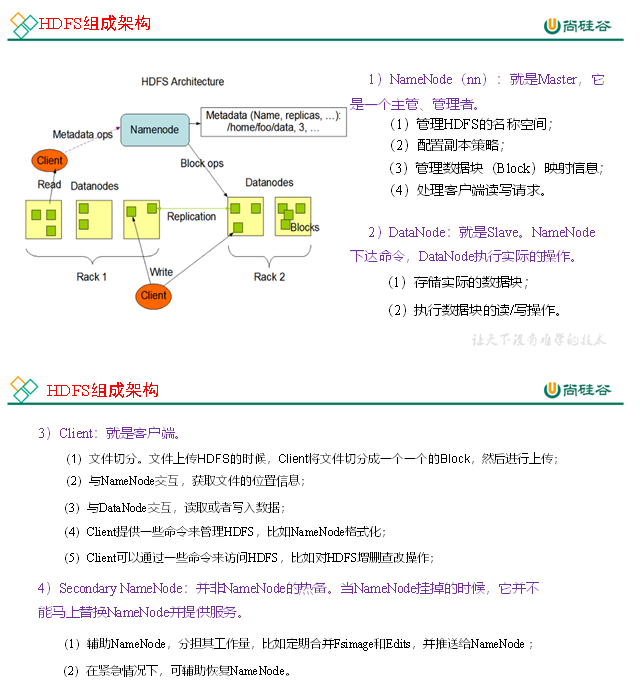 HDFS组成架构
尚硅谷
HDFS Architecture
Metadata (Name, replicas, ...):
/home/foo/data, 3, ...
Metadata ops
Namenode
Client
Block ops
Read
Datanodes
Datanodes
Replication
Blocks
Rack 1
Write
Rack 2
Client
1）NameNode（nn）：就是Master，它
是一个主管、管理者。
（1）管理HDFS的名称空间；
（2）配置副本策略；
（3）管理数据块（Block）映射信息；
（4）处理客户端读写请求。
2）DataNode：就是Slave。NameNode
下达命令，DataNode执行实际的操作。
（1）存储实际的数据块；
（2）执行数据块的读/写操作。
让天下没有难学的技术
HDFS组成架构
尚硅谷
3）Client：就是客户端。
（1）文件切分。文件上传HDFS的时候，Client将文件切分成一个一个的Block，然后进行上传；
（2）与NameNode交互，获取文件的位置信息；
（3）与DataNode交互，读取或者写入数据；
（4）Client提供一些命令来管理HDFS，比如NameNode格式化；
（5）Client可以通过一些命令来访问HDFS，比如对HDFS增删查改操作；
4）Secondary NameNode：并非NameNode的热备。当NameNode挂掉的时候，它并不
能马上替换NameNode并提供服务。
（1）辅助NameNode，分担其工作量，比如定期合并Fsimage和Edits，并推送给NameNode ；
（2）在紧急情况下，可辅助恢复NameNode。